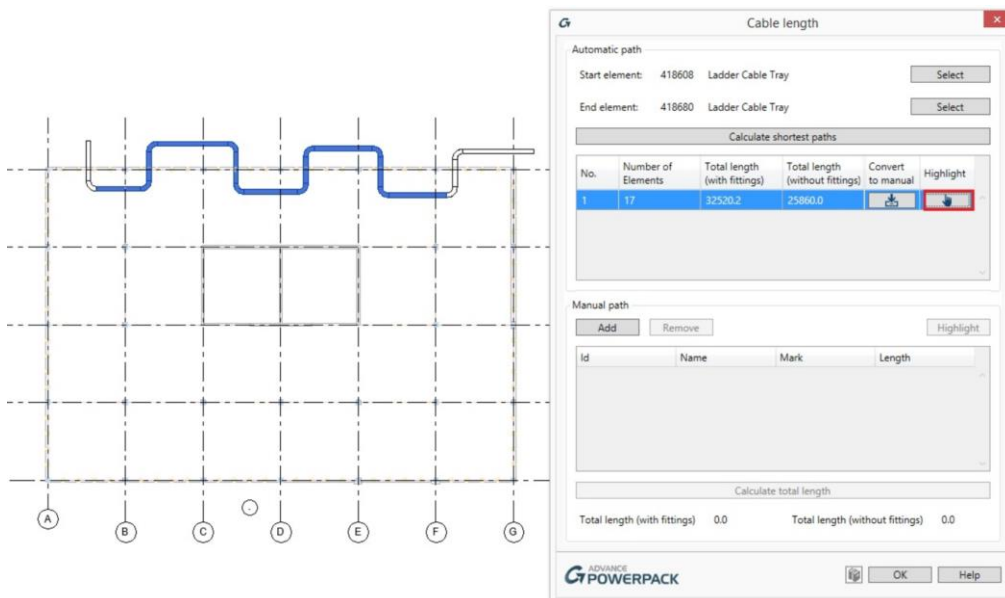 Cable length
Automatic path
Start element: 418608 Ladder Cable Tray Select
End element: 418680 Ladder Cable Tray Select
Calculate shortest paths
No. Number of Elements Total length (with fittings) Total length (without fittings) Convert to manual Highlight
1 17 32520.2 25860.0
Manual path
Add Remove Highlight
Id Name Mark Length
Calculate total length
Total length (with fittings) 0.0 Total length (without fittings) 0.0
A B C D E F G
G ADVANCE POWERPACK
OK Help